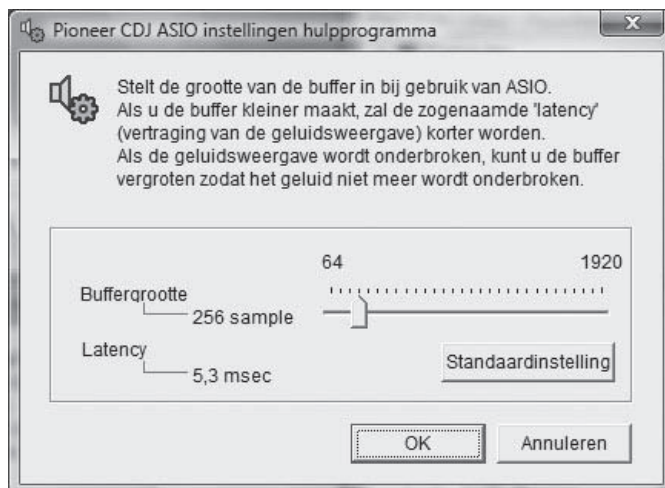 Pioneer CDJ ASIO instellingen hulpprogramma
Stelt de grootte van de buffer in bij gebruik van ASIO.
Als u de buffer kleiner maakt, zal de zogenaamde 'latency'
(vertraging van de geluidsweergave) korter worden.
Als de geluidsweergave wordt onderbroken, kunt u de buffer
vergroten zodat het geluid niet meer wordt onderbroken.
64 1920
Buffergrootte
256 sample
Latency
5,3 msec
Standaardinstelling
OK Annuleren